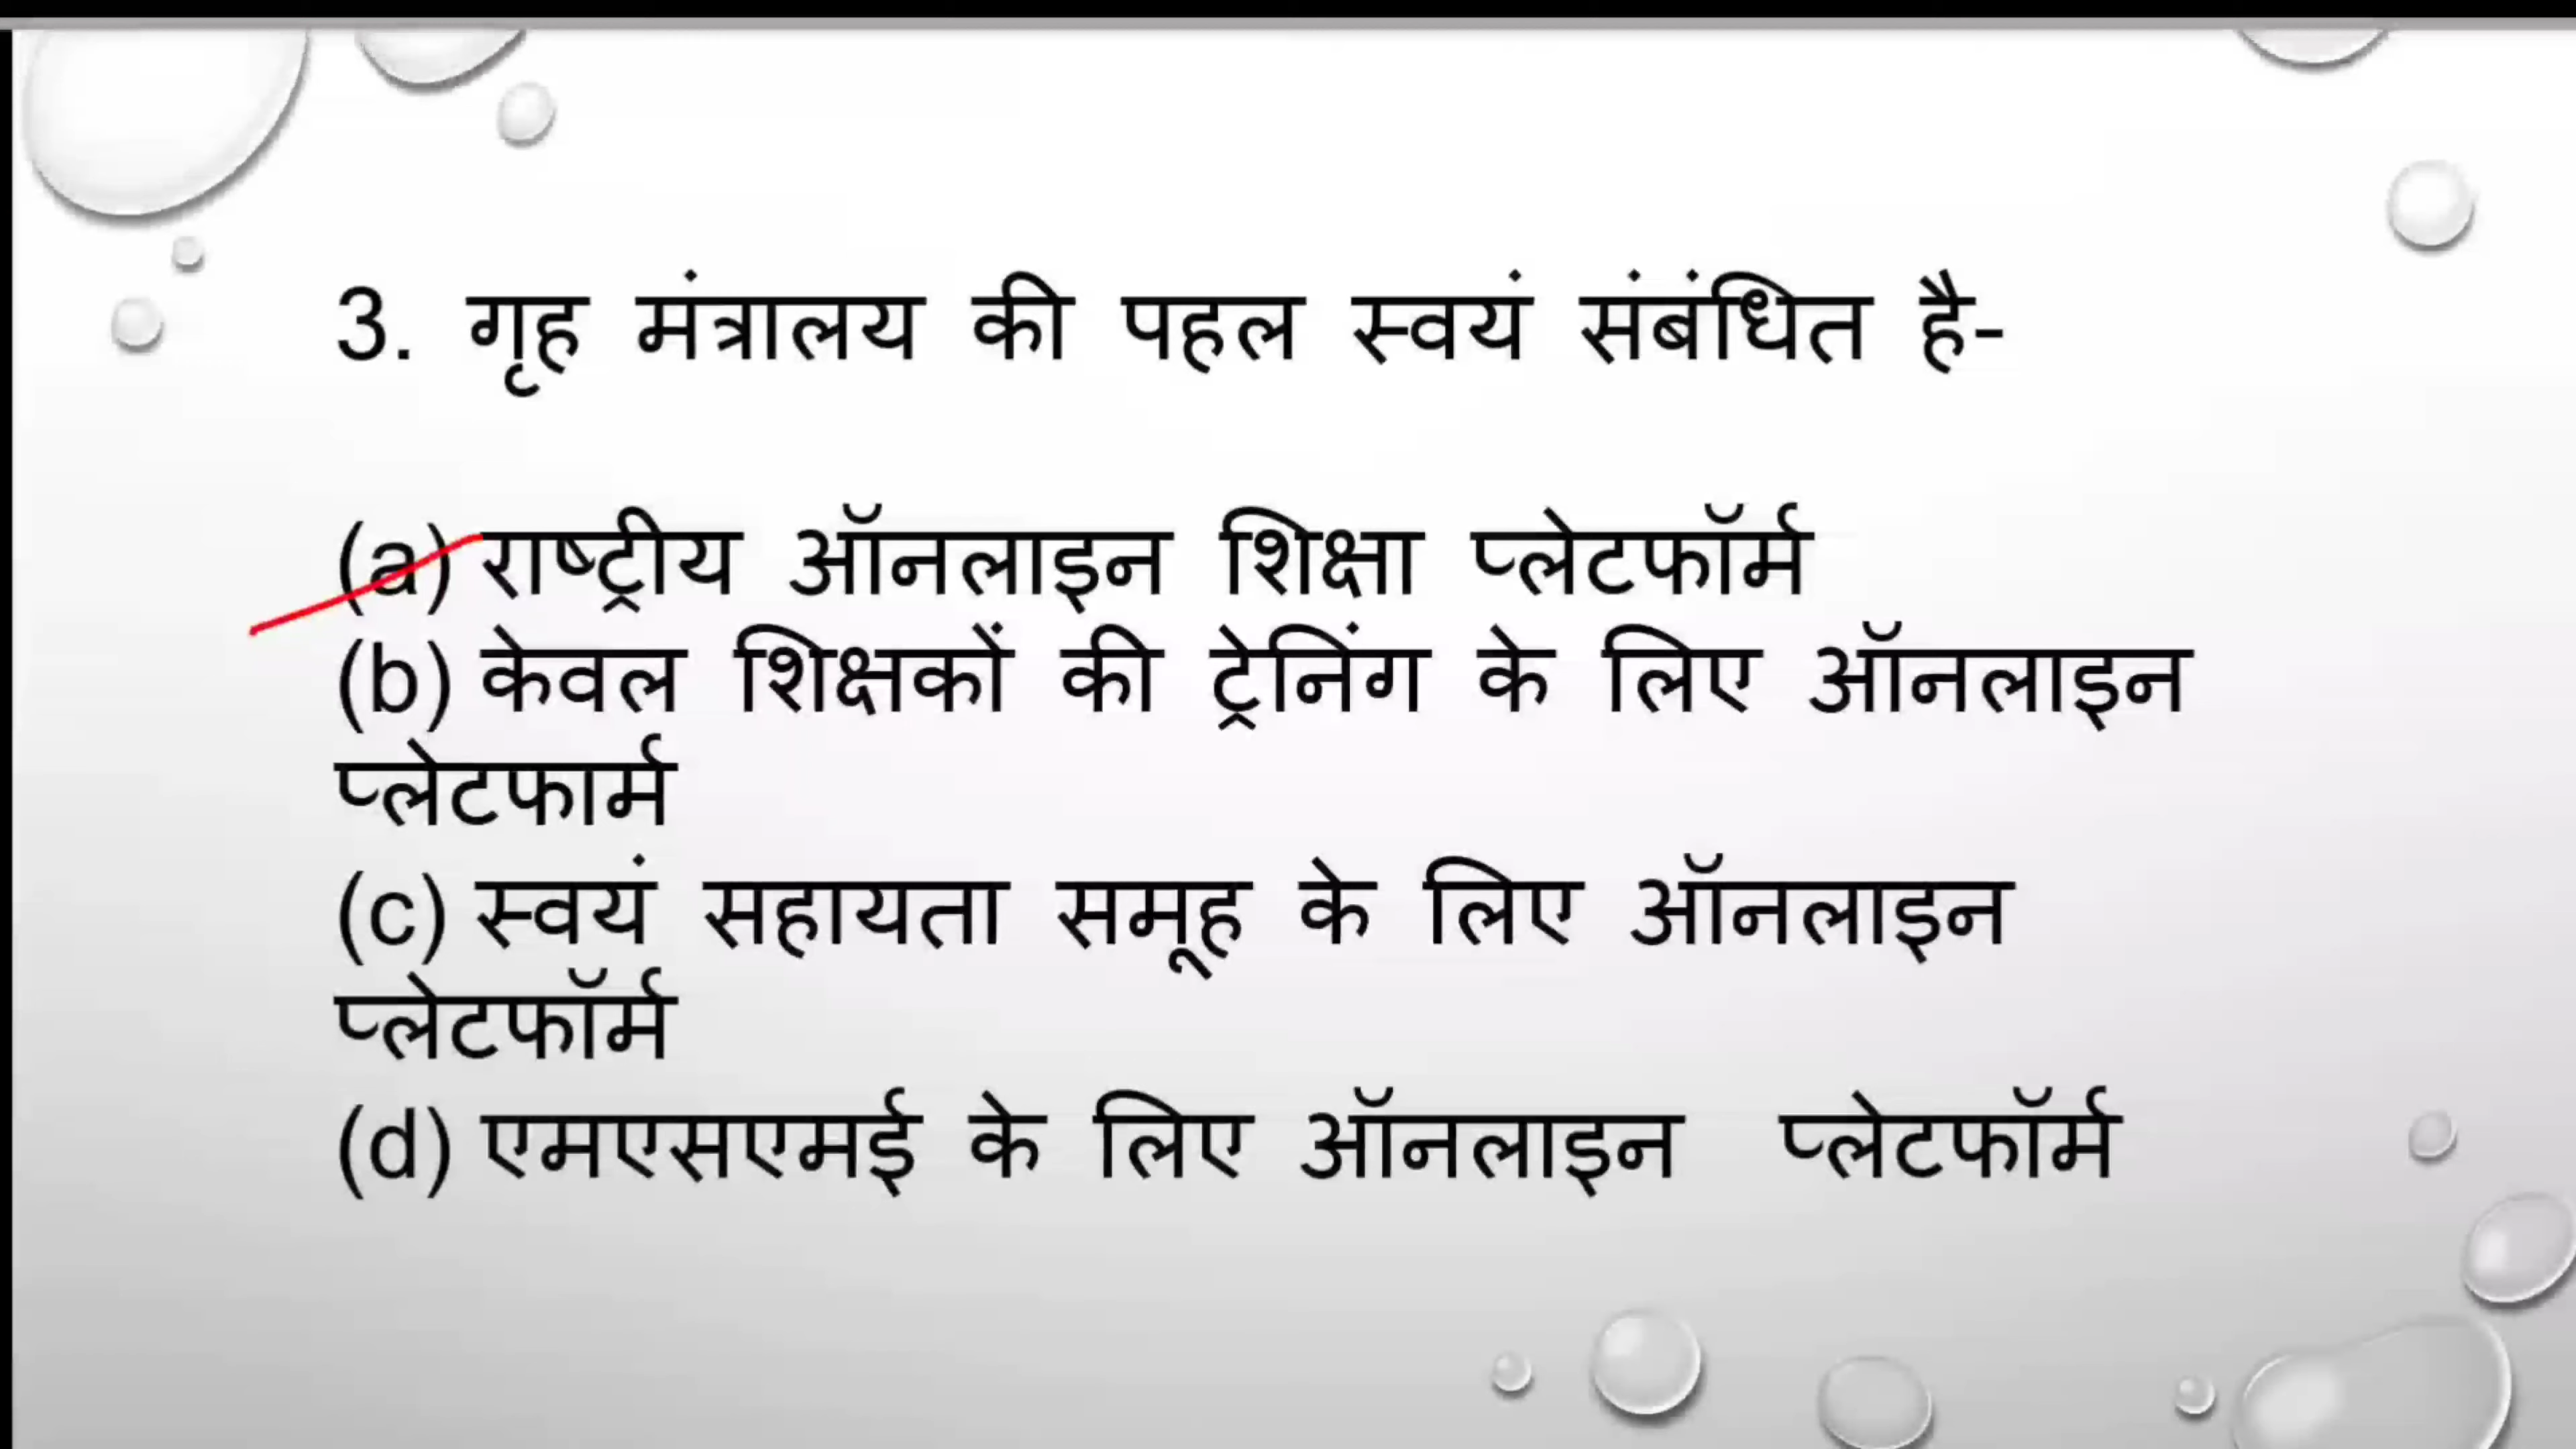 3. गृह मंत्रालय की पहल स्वयं संबंधित है-
(a) राष्ट्रीय ऑनलाइन शिक्षा प्लेटफॉर्म
(b) केवल शिक्षकों की ट्रेनिंग के लिए ऑनलाइन
प्लेटफार्म
(c) स्वयं सहायता समूह के लिए ऑनलाइन
प्लेटफॉर्म
(d) एमएसएमई के लिए ऑनलाइन प्लेटफॉर्म